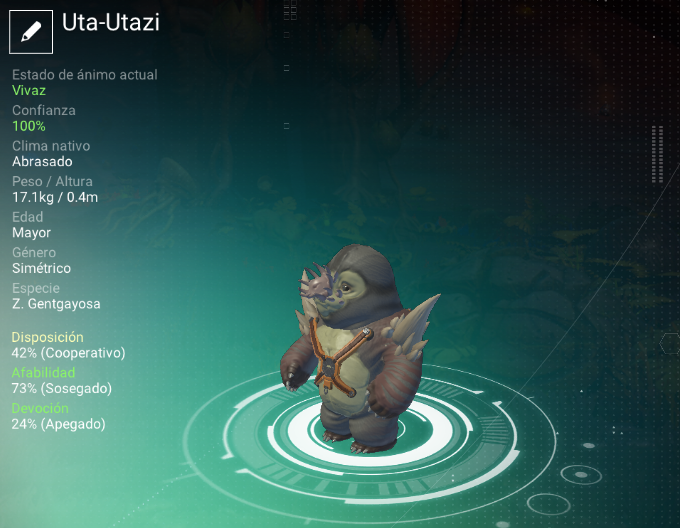 Uta-Utazi
Estado de ánimo actual
Vivaz
Confianza
100%
Clima nativo
Abrasado
Peso / Altura
17.1kg / 0.4m
Edad
Mayor
Género
Simétrico
Especie
Z. Gentgayosa
Disposición
42% (Cooperativo)
Afabilidad
73% (Sosegado)
Devoción
24% (Apegado)